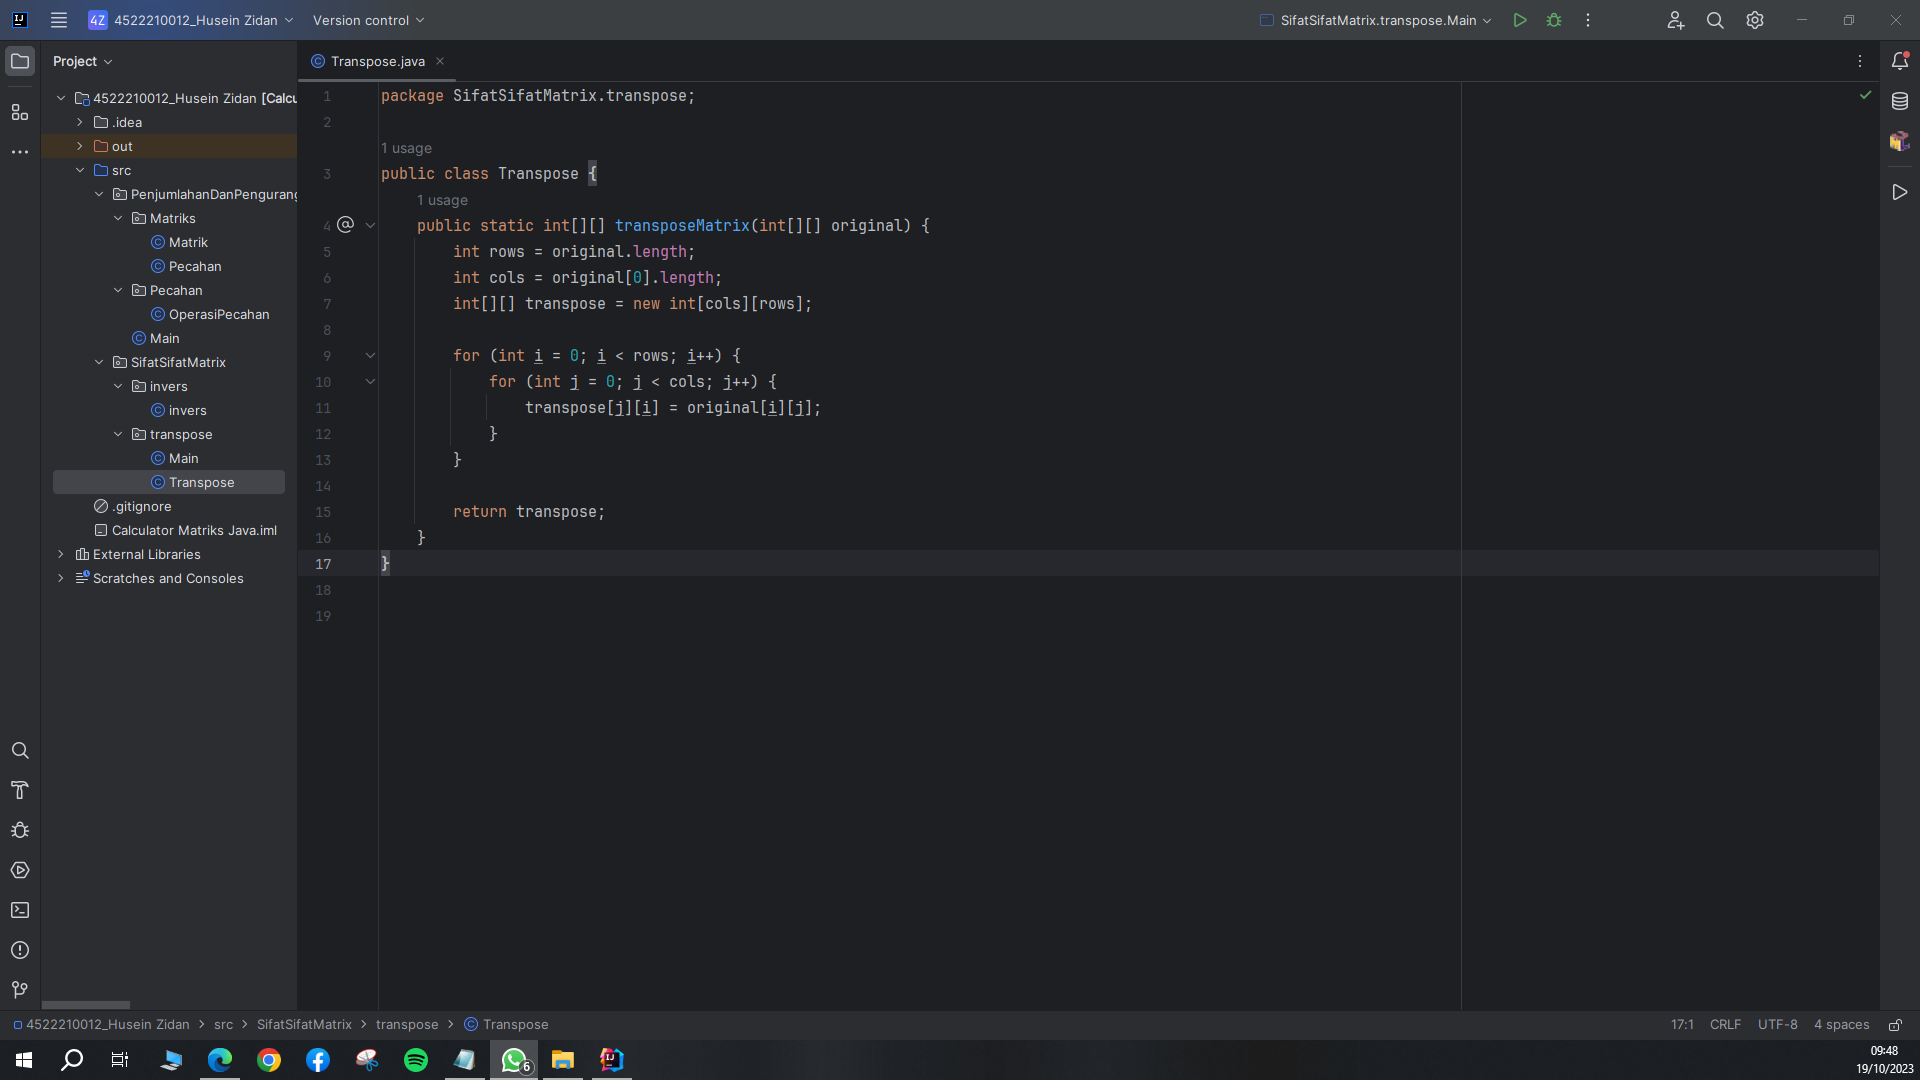 4Z 4522210012_Husein Zidan Version control SifatSifatMatrix.transpose.Main
Project
Transpose.java
4522210012_Husein Zidan [Calcu
.idea
out
src
PenjumlahanDanPengurang
Matriks
Matrik
Pecahan
Pecahan
OperasiPecahan
Main
SifatSifatMatrix
invers
invers
transpose
Main
Transpose
.gitignore
Calculator Matriks Java.iml
External Libraries
Scratches and Consoles
1 package SifatSifatMatrix.transpose;
2
1 usage
3 public class Transpose {
1 usage
4 @ public static int[][] transposeMatrix(int[][] original) {
5 int rows = original.length;
6 int cols = original[0].length;
7 int[][] transpose = new int[cols][rows];
8
9 for (int i = 0; i < rows; i++) {
10 for (int j = 0; j < cols; j++) {
11 transpose[j][i] = original[i][j];
12 }
13 }
14
15 return transpose;
16 }
17 }
18
19
4522210012_Husein Zidan > src > SifatSifatMatrix > transpose > Transpose
17:1 CRLF UTF-8 4 spaces
6
09:48
19/10/2023